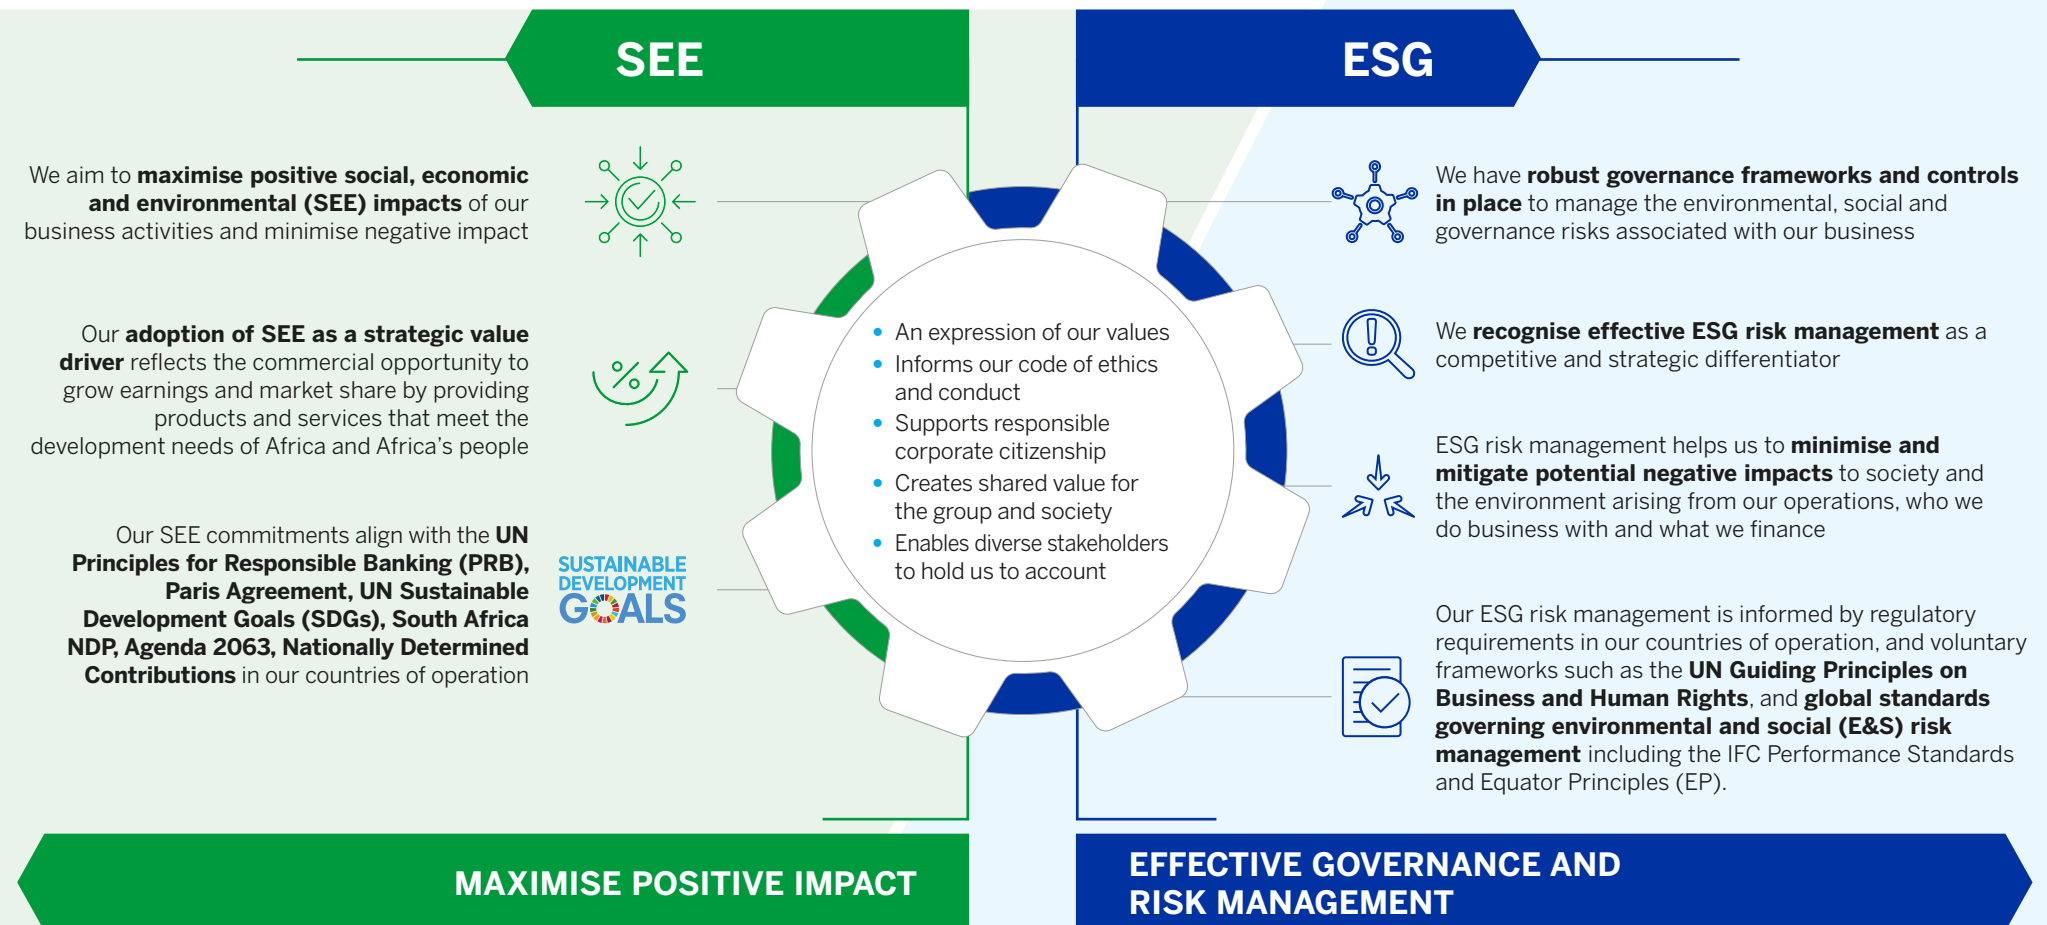 SEE
We aim to maximise positive social, economic
and environmental (SEE) impacts of our
business activities and minimise negative impact
Our adoption of SEE as a strategic value
driver reflects the commercial opportunity to
grow earnings and market share by providing
products and services that meet the
development needs of Africa and Africa’s people
Our SEE commitments align with the UN
Principles for Responsible Banking (PRB),
Paris Agreement, UN Sustainable
Development Goals (SDGs), South Africa
NDP, Agenda 2063, Nationally Determined
Contributions in our countries of operation
SUSTAINABLE
DEVELOPMENT
GOALS
MAXIMISE POSITIVE IMPACT
• An expression of our values
• Informs our code of ethics
and conduct
• Supports responsible
corporate citizenship
• Creates shared value for
the group and society
• Enables diverse stakeholders
to hold us to account
ESG
We have robust governance frameworks and controls
in place to manage the environmental, social and
governance risks associated with our business
We recognise effective ESG risk management as a
competitive and strategic differentiator
ESG risk management helps us to minimise and
mitigate potential negative impacts to society and
the environment arising from our operations, who we
do business with and what we finance
Our ESG risk management is informed by regulatory
requirements in our countries of operation, and voluntary
frameworks such as the UN Guiding Principles on
Business and Human Rights, and global standards
governing environmental and social (E&S) risk
management including the IFC Performance Standards
and Equator Principles (EP).
EFFECTIVE GOVERNANCE AND
RISK MANAGEMENT